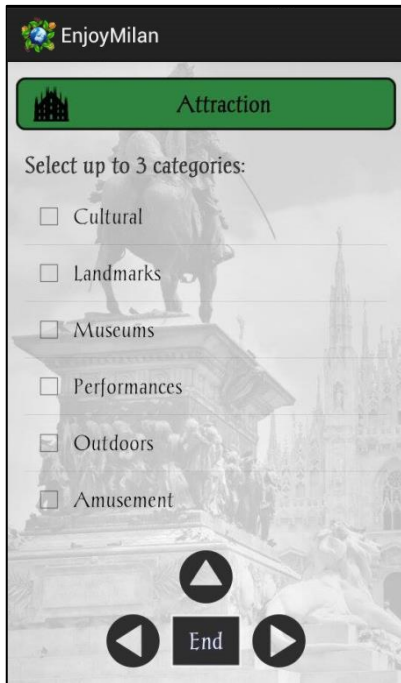 EnjoyMilan
Attraction
Select up to 3 categories:
Cultural
Landmarks
Museums
Performances
Outdoors
Amusement
End